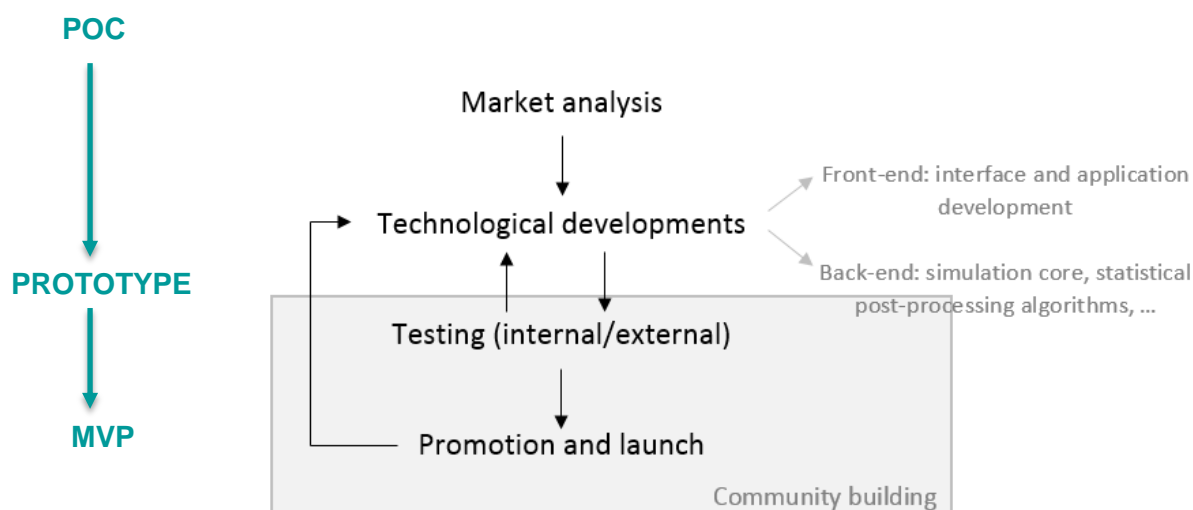 POC
Market analysis
Front-end: interface and application
development
Technological developments
PROTOTYPE
Back-end: simulation core, statistical
post-processing algorithms, ...
Testing (internal/external)
MVP
Promotion and launch
Community building